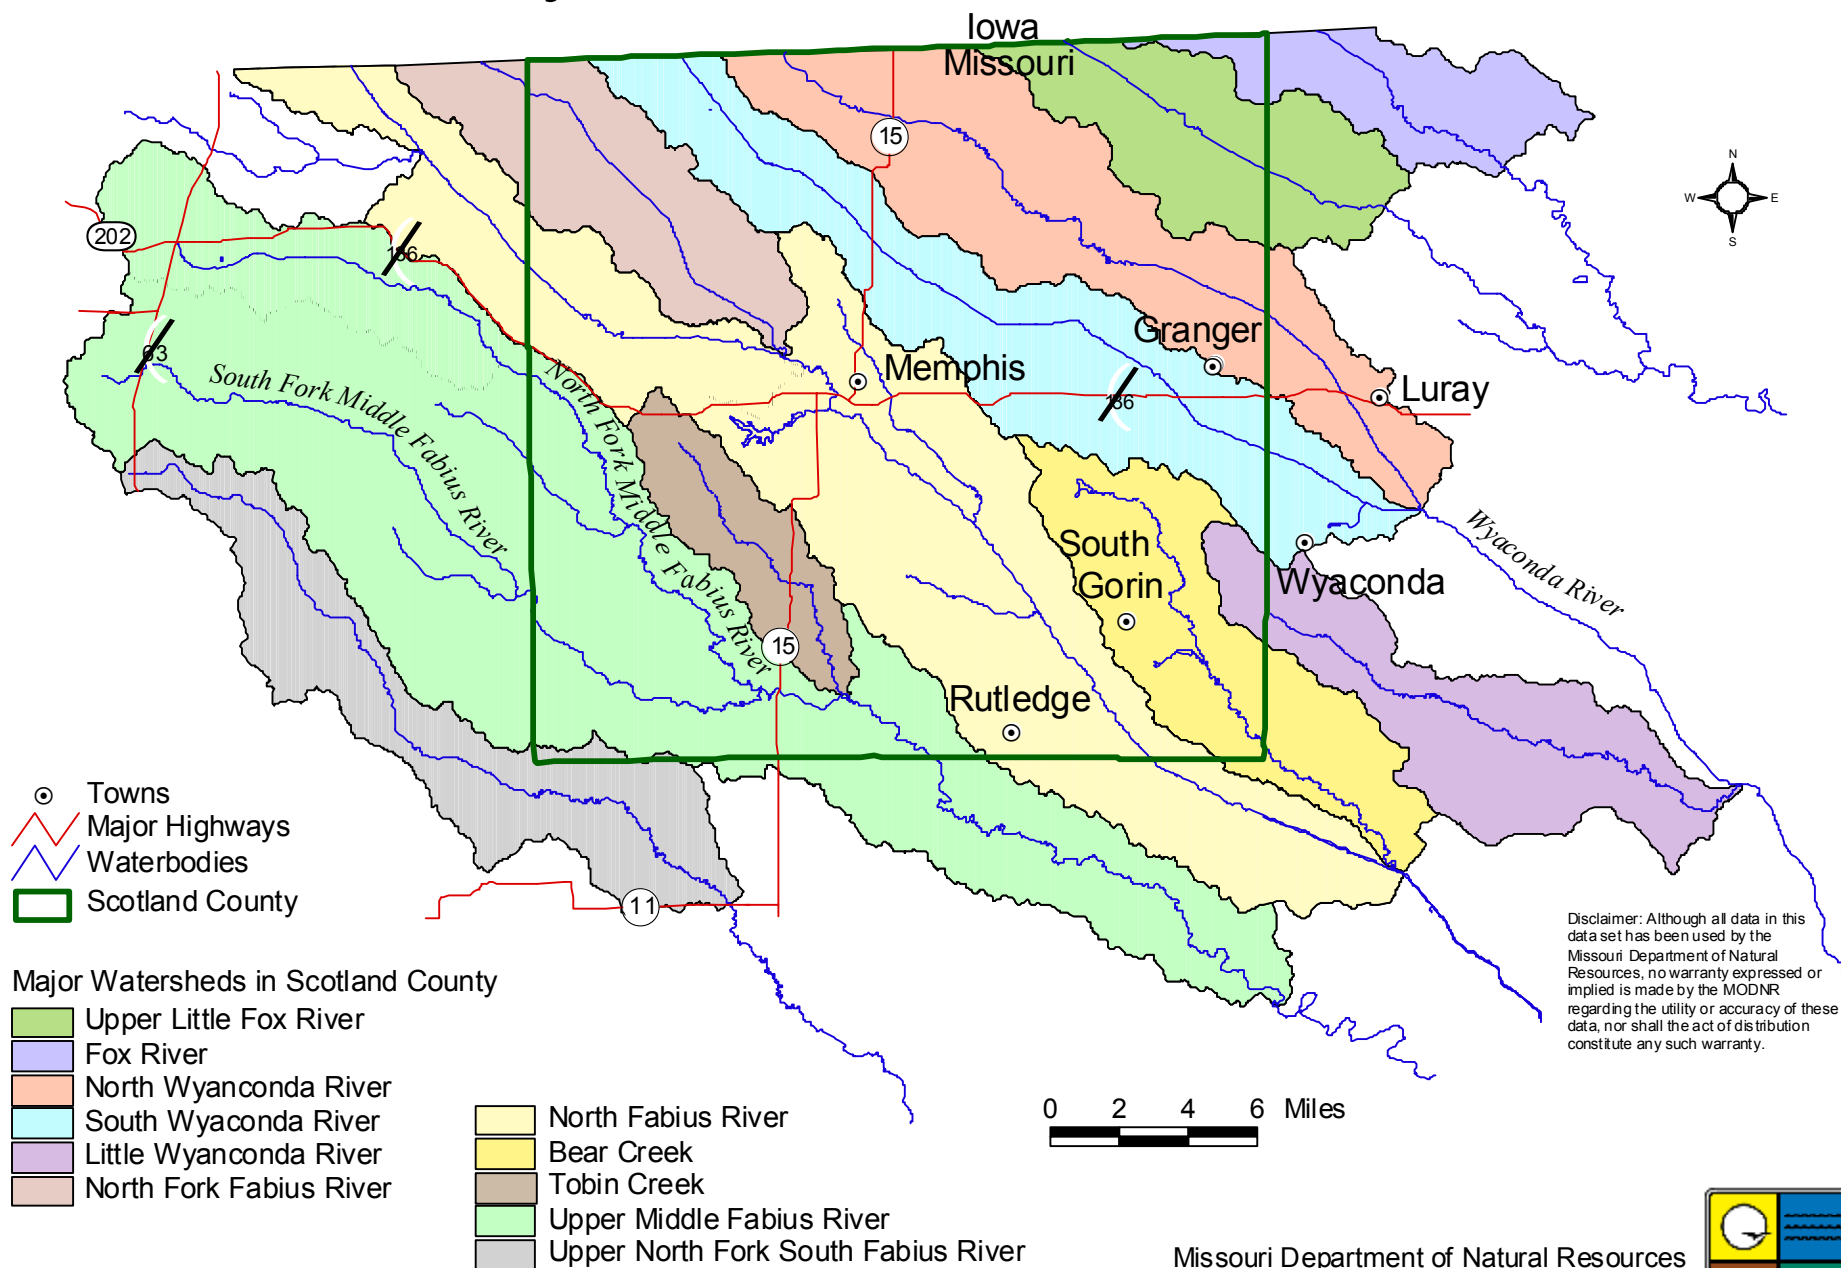 Iowa
Missouri
15
202
136
63
Granger
Memphis
Luray
136
South Fork Middle Fabius River
North Fork Middle Fabius River
South
Gorin
Wyaconda
Wyaconda River
15
Rutledge
11
N
W
E
S
Towns
Major Highways
Waterbodies
Scotland County
Major Watersheds in Scotland County
Upper Little Fox River
Fox River
North Wyanconda River
South Wyaconda River
Little Wyanconda River
North Fork Fabius River
North Fabius River
Bear Creek
Tobin Creek
Upper Middle Fabius River
Upper North Fork South Fabius River
0 2 4 6 Miles
Disclaimer: Although all data in this
data set has been used by the
Missouri Department of Natural
Resources, no warranty expressed or
implied is made by the MODNR
regarding the utility or accuracy of these
data, nor shall the act of distribution
constitute any such warranty.
Missouri Department of Natural Resources